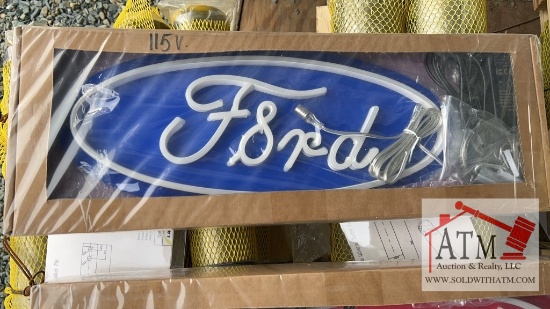 115V.
Ford
ATM
Auction & Realty, LLC
WWW.SOLDWITHATM.COM